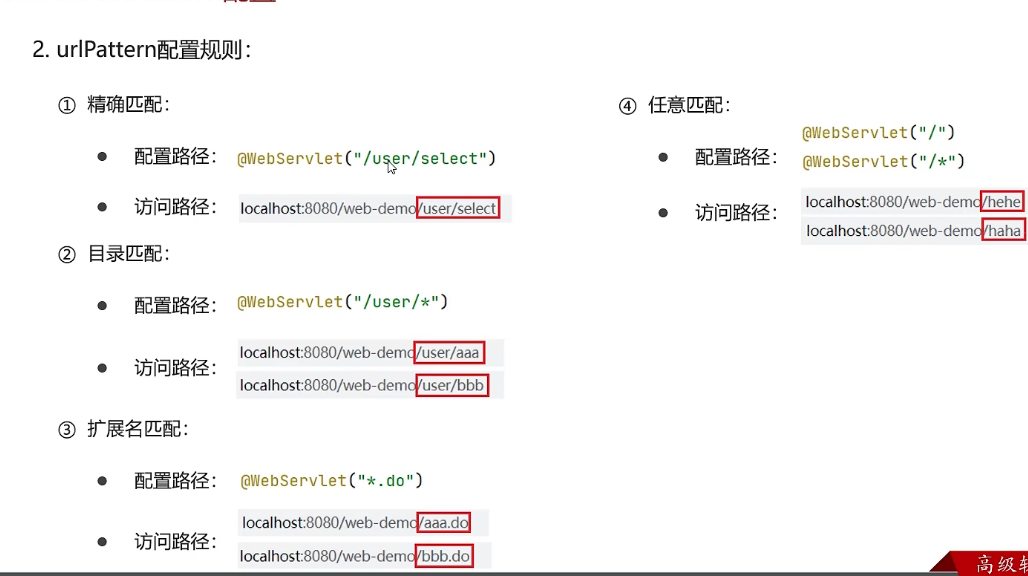 2. urlPattern配置规则：
① 精确匹配：
● 配置路径： @WebServlet("/user/select")
● 访问路径： localhost:8080/web-demo/user/select
② 目录匹配：
● 配置路径： @WebServlet("/user/*")
● 访问路径： localhost:8080/web-demo/user/aaa
localhost:8080/web-demo/user/bbb
③ 扩展名匹配：
● 配置路径： @WebServlet("*.do")
● 访问路径： localhost:8080/web-demo/aaa.do
localhost:8080/web-demo/bbb.do
④ 任意匹配：
● 配置路径： @WebServlet("/")
@WebServlet("/*")
● 访问路径： localhost:8080/web-demo/hehe
localhost:8080/web-demo/haha
高级